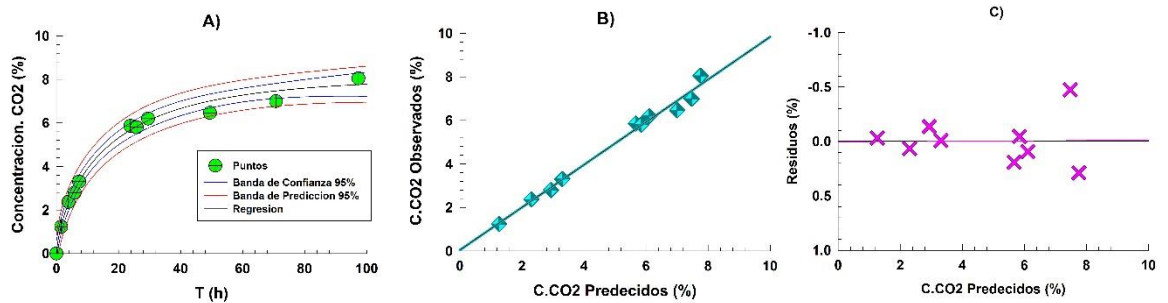 A)
Concentracion. CO2 (%)
10
8
6
4
2
0
0 20 40 60 80 100
T (h)
Puntos
Banda de Confianza 95%
Banda de Prediccion 95%
Regresion
B)
C.CO2 Observados (%)
10
8
6
4
2
0
0 2 4 6 8 10
C.CO2 Predecidos (%)
C)
Residuos (%)
-1.0
-0.5
0.0
0.5
1.0
0 2 4 6 8 10
C.CO2 Predecidos (%)